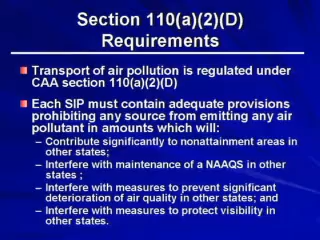 Section 110(a)(2)(D)
Requirements
Transport of air pollution is regulated under
CAA section 110(a)(2)(D)
Each SIP must contain adequate provisions
prohibiting any source from emitting any air
pollutant in amounts which will:
– Contribute significantly to nonattainment areas in
other states;
– Interfere with maintenance of a NAAQS in other
states ;
– Interfere with measures to prevent significant
deterioration of air quality in other states; and
– Interfere with measures to protect visibility in
other states.